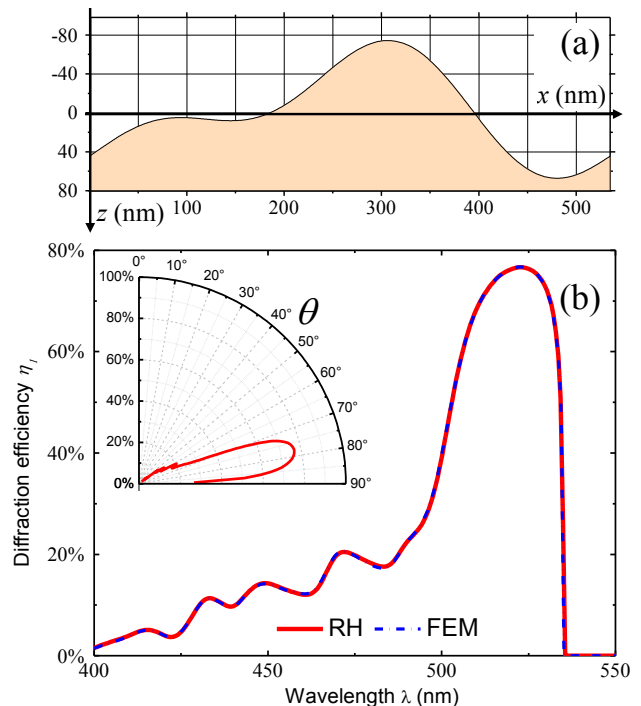 (a)
-80
-40
0
40
80
x (nm)
100 200 300 400 500
z (nm)
(b)
80%
60%
40%
20%
0%
Diffraction efficiency η₁
100%
80%
60%
40%
20%
0%
0° 10° 20° 30° 40° 50° 60° 70° 80° 90°
θ
RH FEM
400 450 500 550
Wavelength λ (nm)